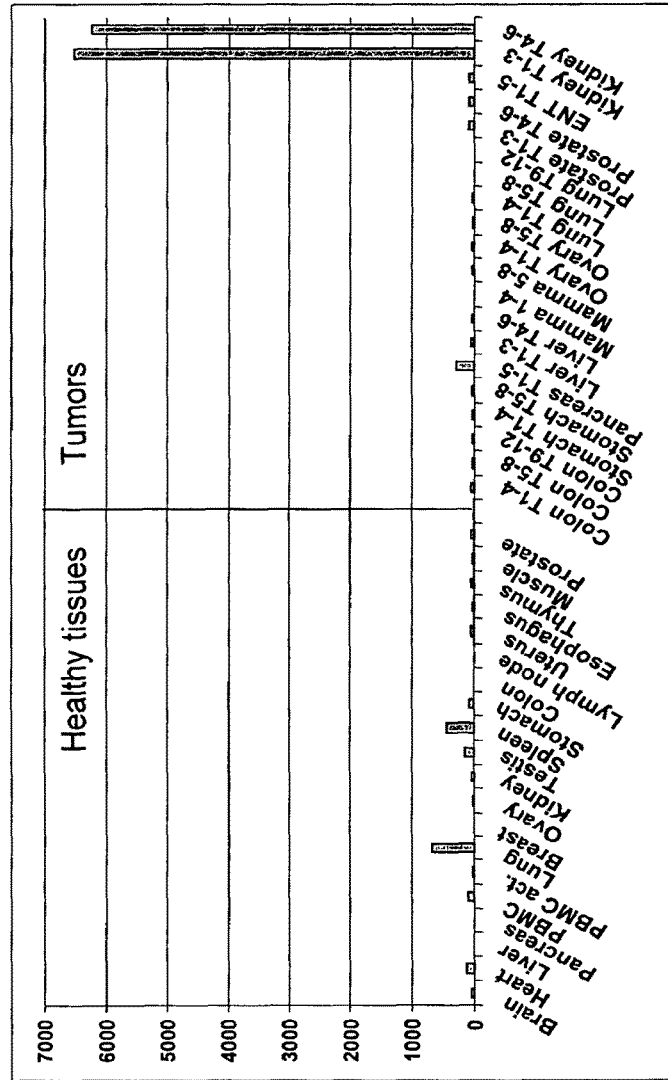 Healthy tissues
Tumors
7000
6000
5000
4000
3000
2000
1000
0
Brain
Heart
Liver
Pancreas
PBMC
PBMC act.
Lung
Breast
Ovary
Kidney
Testis
Spleen
Stomach
Colon
Lymph node
Uterus
Esophagus
Thymus
Muscle
Prostate
Colon T1-4
Colon T5-8
Colon T9-12
Stomach T1-4
Stomach T5-8
Pancreas T1-5
Liver T1-3
Liver T4-6
Mamma 1-4
Mamma 5-8
Ovary T1-4
Ovary T5-8
Lung T1-4
Lung T5-8
Lung T9-12
Prostate T1-3
Prostate T4-6
ENT T1-5
Kidney T1-3
Kidney T4-6